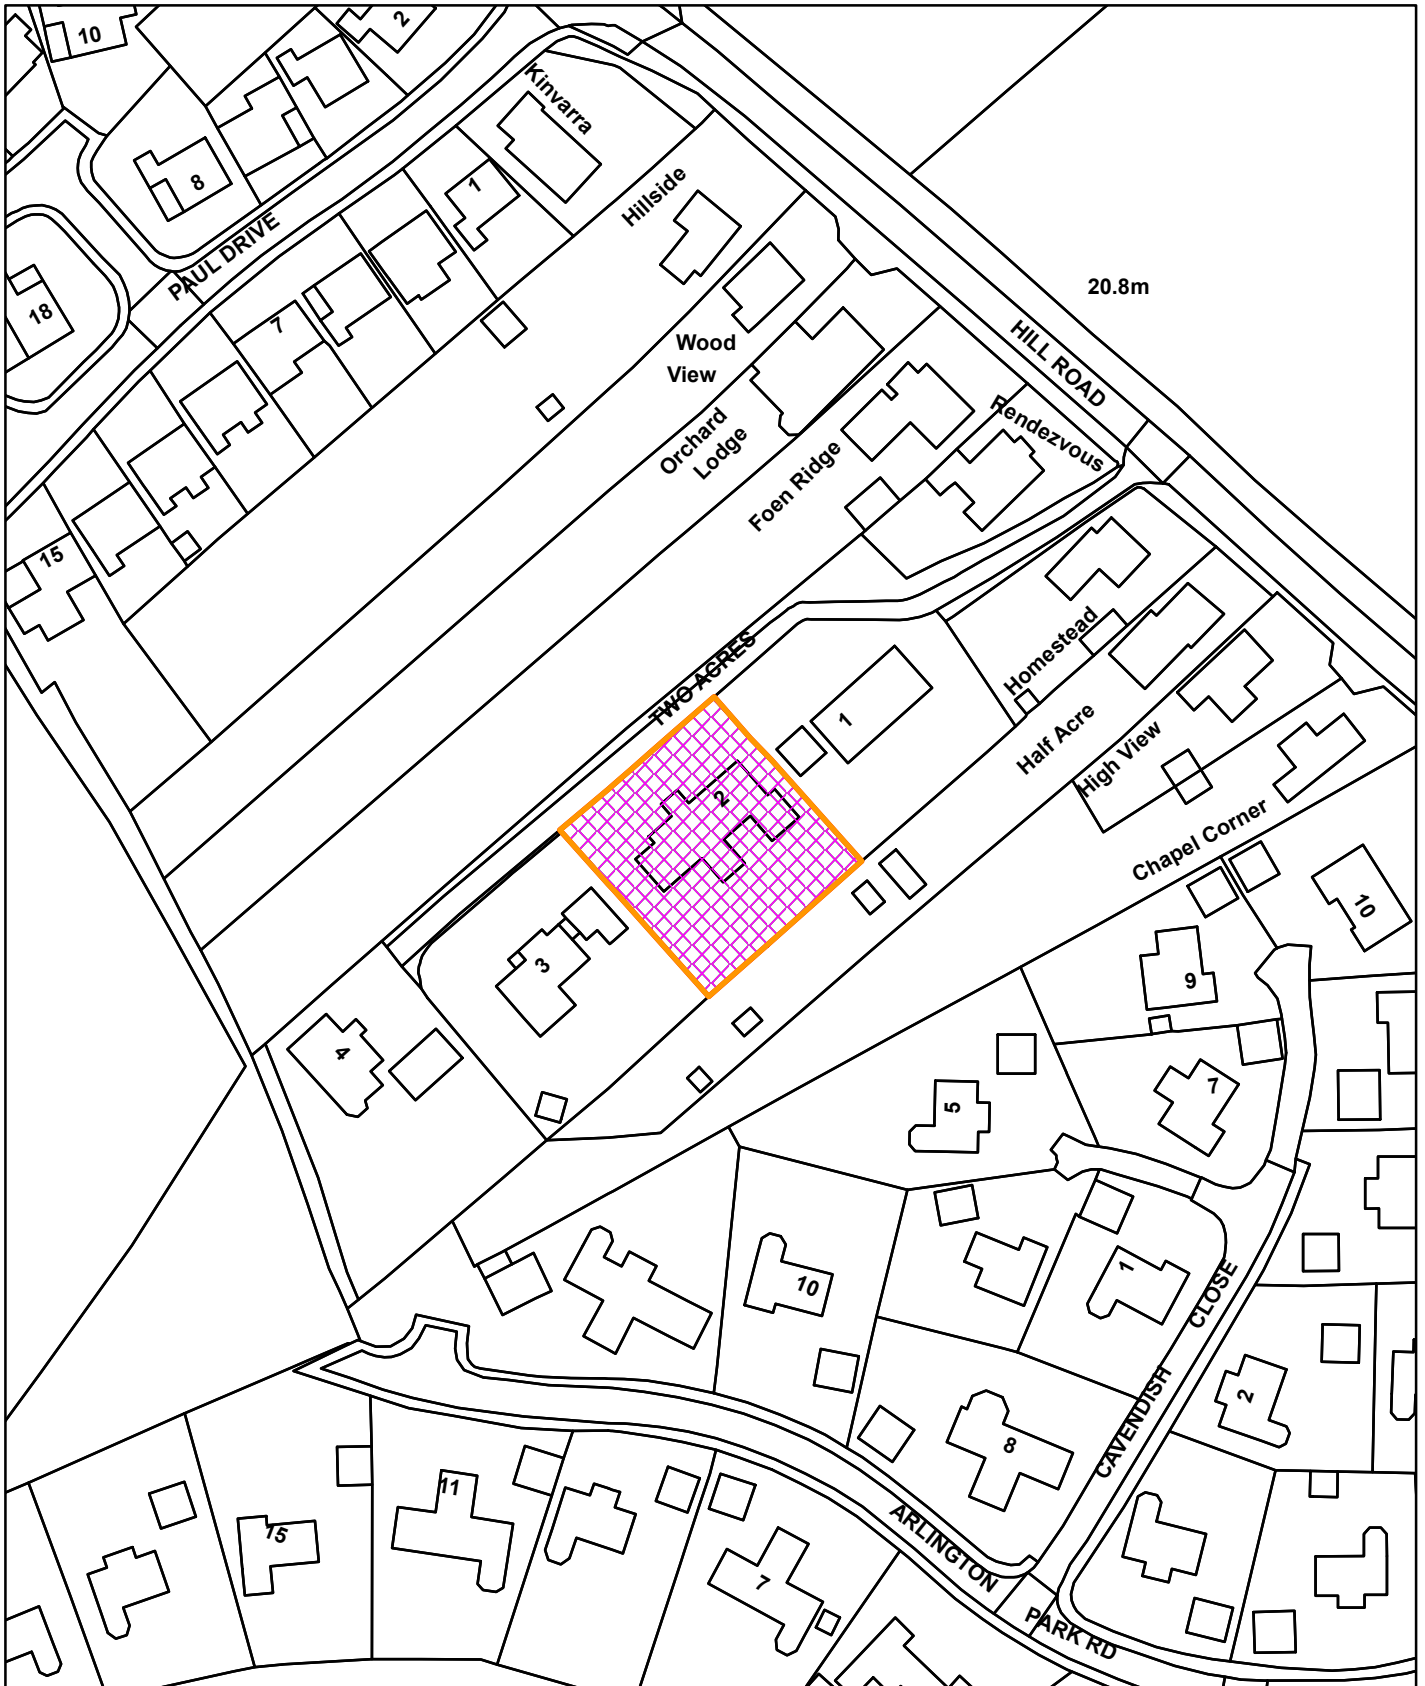 10
2
Kinvarra
8
1
Hillside
PAUL DRIVE
18
20.8m
7
Wood
View
HILL ROAD
Orchard
Lodge
Rendezvous
Foen Ridge
15
Homestead
TWO ACRES
1
Half Acre
High View
2
Chapel Corner
10
3
9
4
7
5
1
10
CLOSE
2
CAVENDISH
8
11
15
ARLINGTON
7
PARK RD